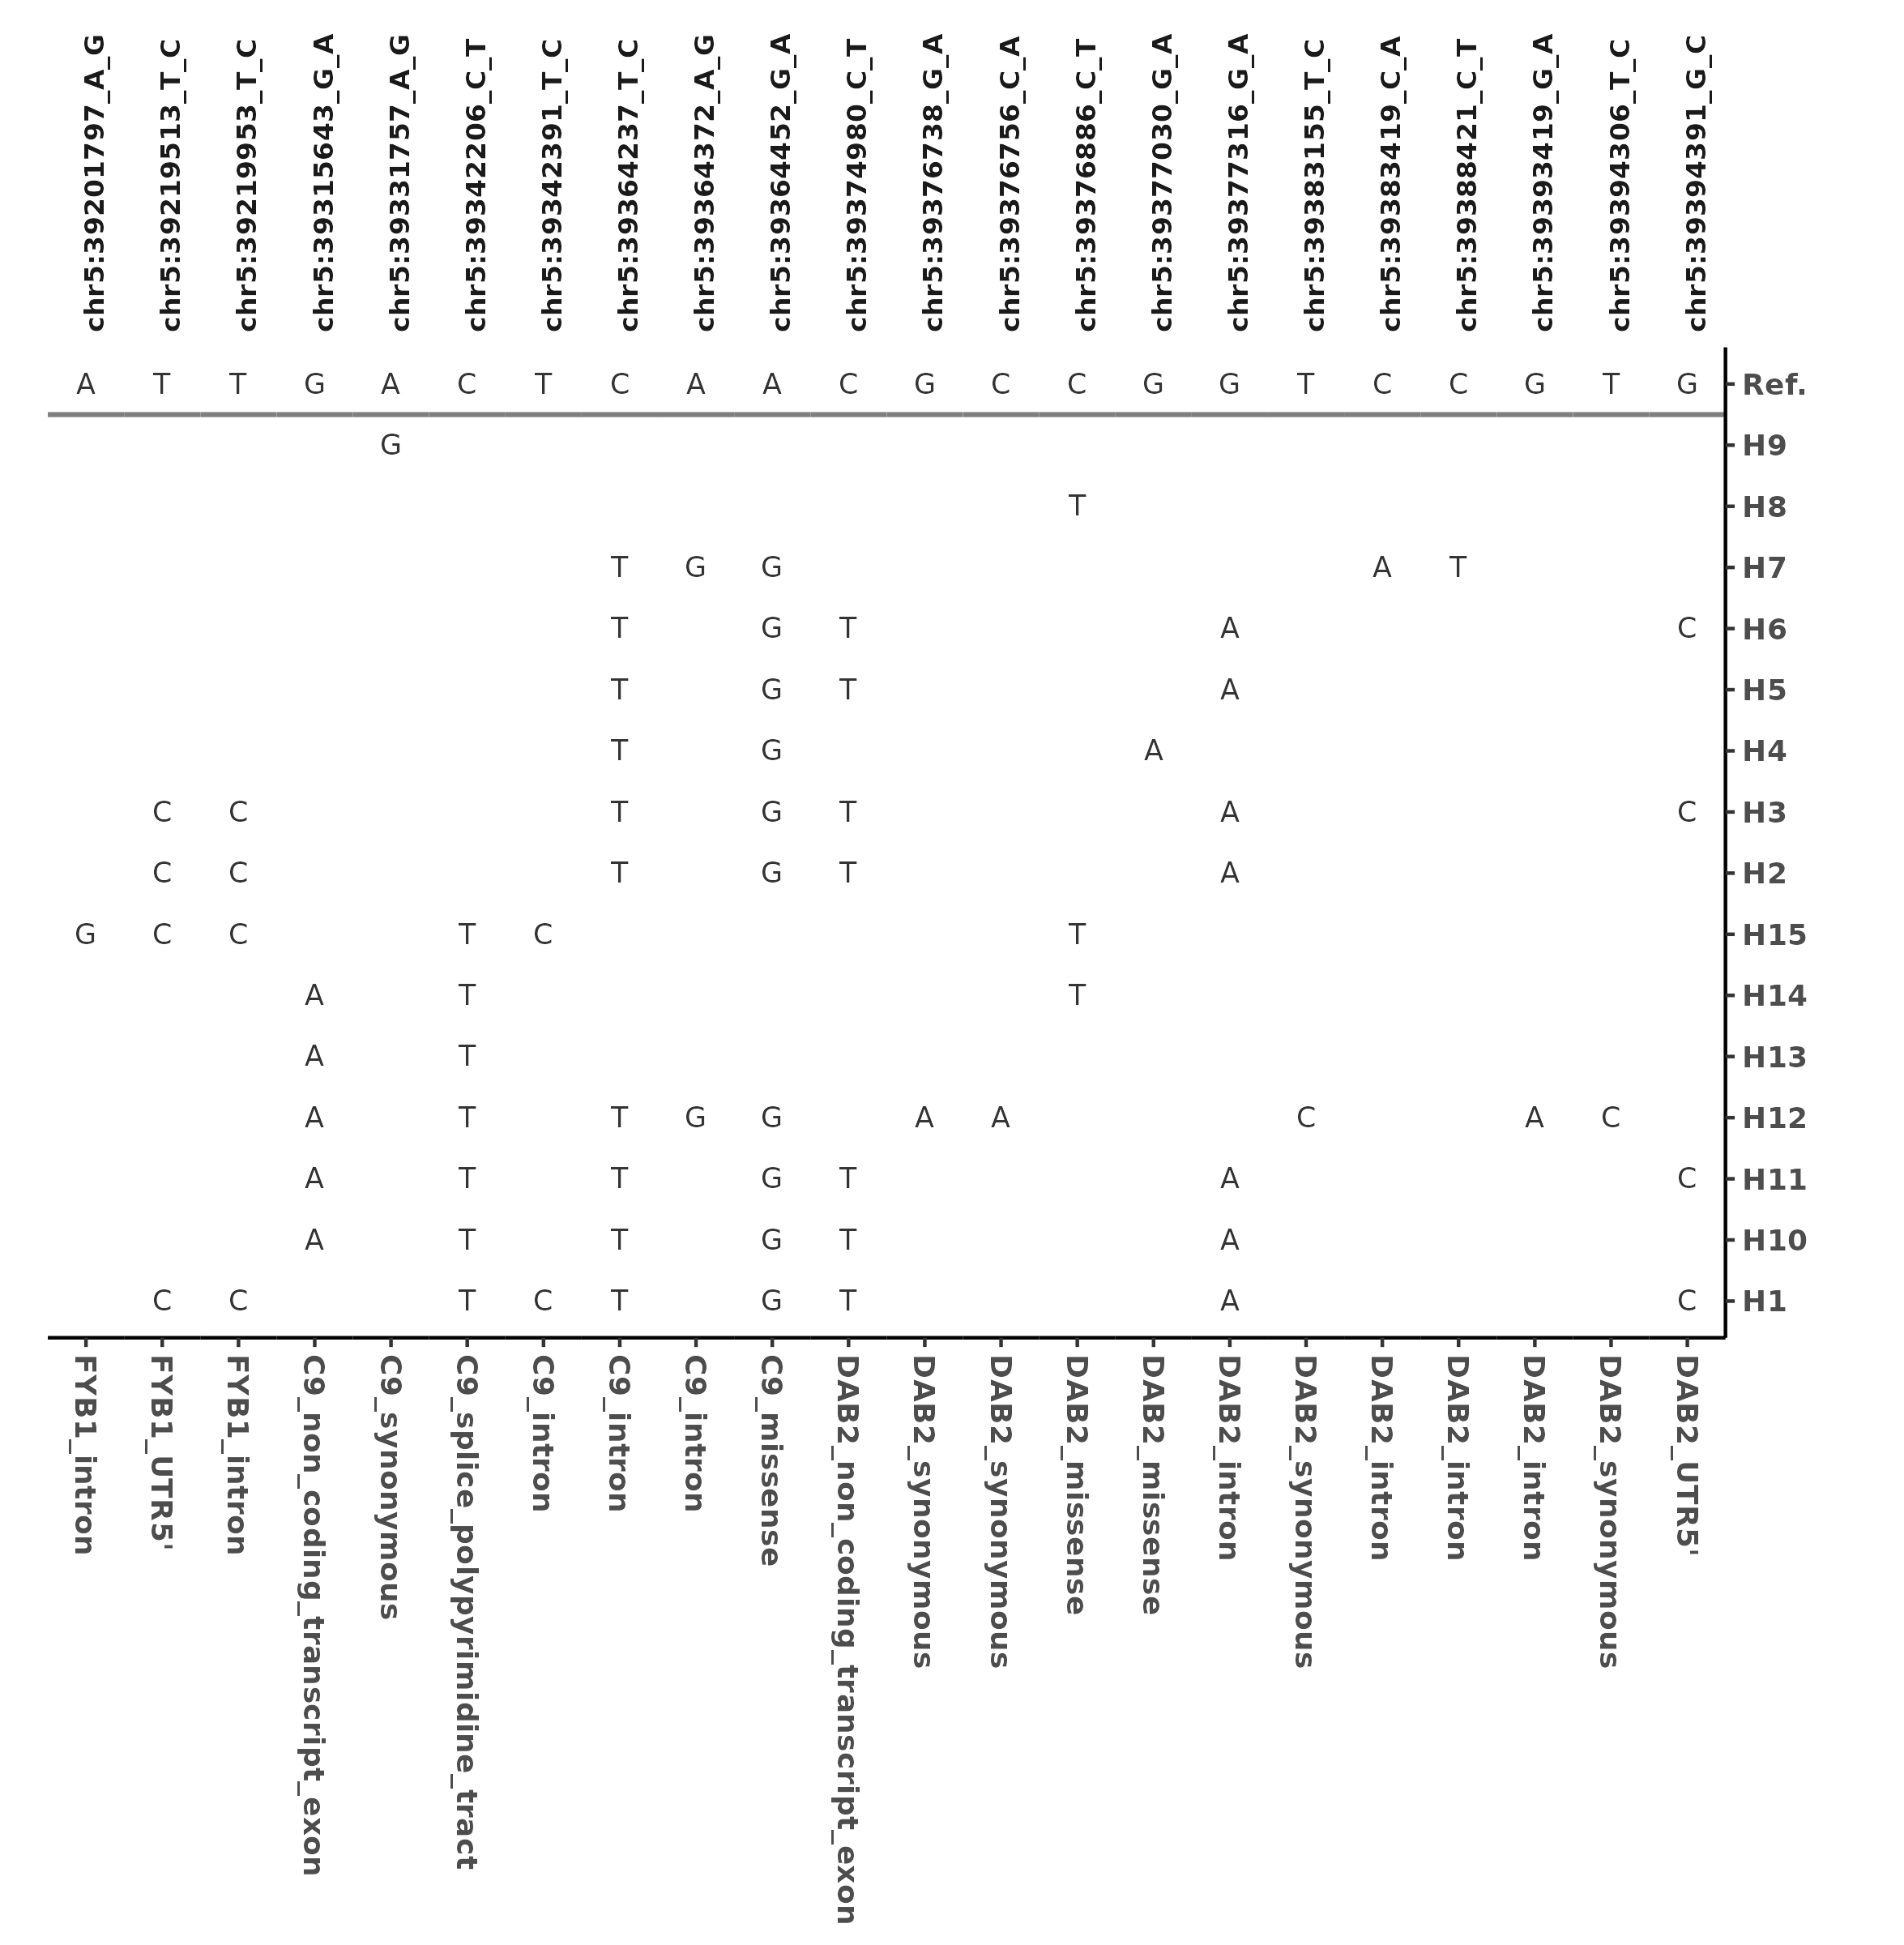 chr5:39201797_A_G chr5:39219513_T_C chr5:39219953_T_C chr5:39315643_G_A chr5:39331757_A_G chr5:39342206_C_T chr5:39342391_T_C chr5:39364237_T_C chr5:39364372_A_G chr5:39364452_G_A chr5:39374980_C_T chr5:39376738_G_A chr5:39376756_C_A chr5:39376886_C_T chr5:39377030_G_A chr5:39377316_G_A chr5:39383155_T_C chr5:39383419_C_A chr5:39388421_C_T chr5:39393419_G_A chr5:39394306_T_C chr5:39394391_G_C
A T T G A C T C A A C G C C G G T C C G T G Ref.
G H9
T H8
T G G A T H7
T G T A C H6
T G T A H5
T G A H4
C C T G T A C H3
C C T G T A H2
G C C T C T H15
A T T H14
A T H13
A T T G G A A C A C H12
A T T G T A C H11
A T T G T A H10
C C T C T G T A C H1
FYB1_intron FYB1_UTR5' FYB1_intron C9_non_coding_transcript_exon C9_synonymous C9_splice_polypyrimidine_tract C9_intron C9_intron C9_intron C9_missense DAB2_non_coding_transcript_exon DAB2_synonymous DAB2_synonymous DAB2_missense DAB2_missense DAB2_intron DAB2_synonymous DAB2_intron DAB2_intron DAB2_intron DAB2_synonymous DAB2_UTR5'